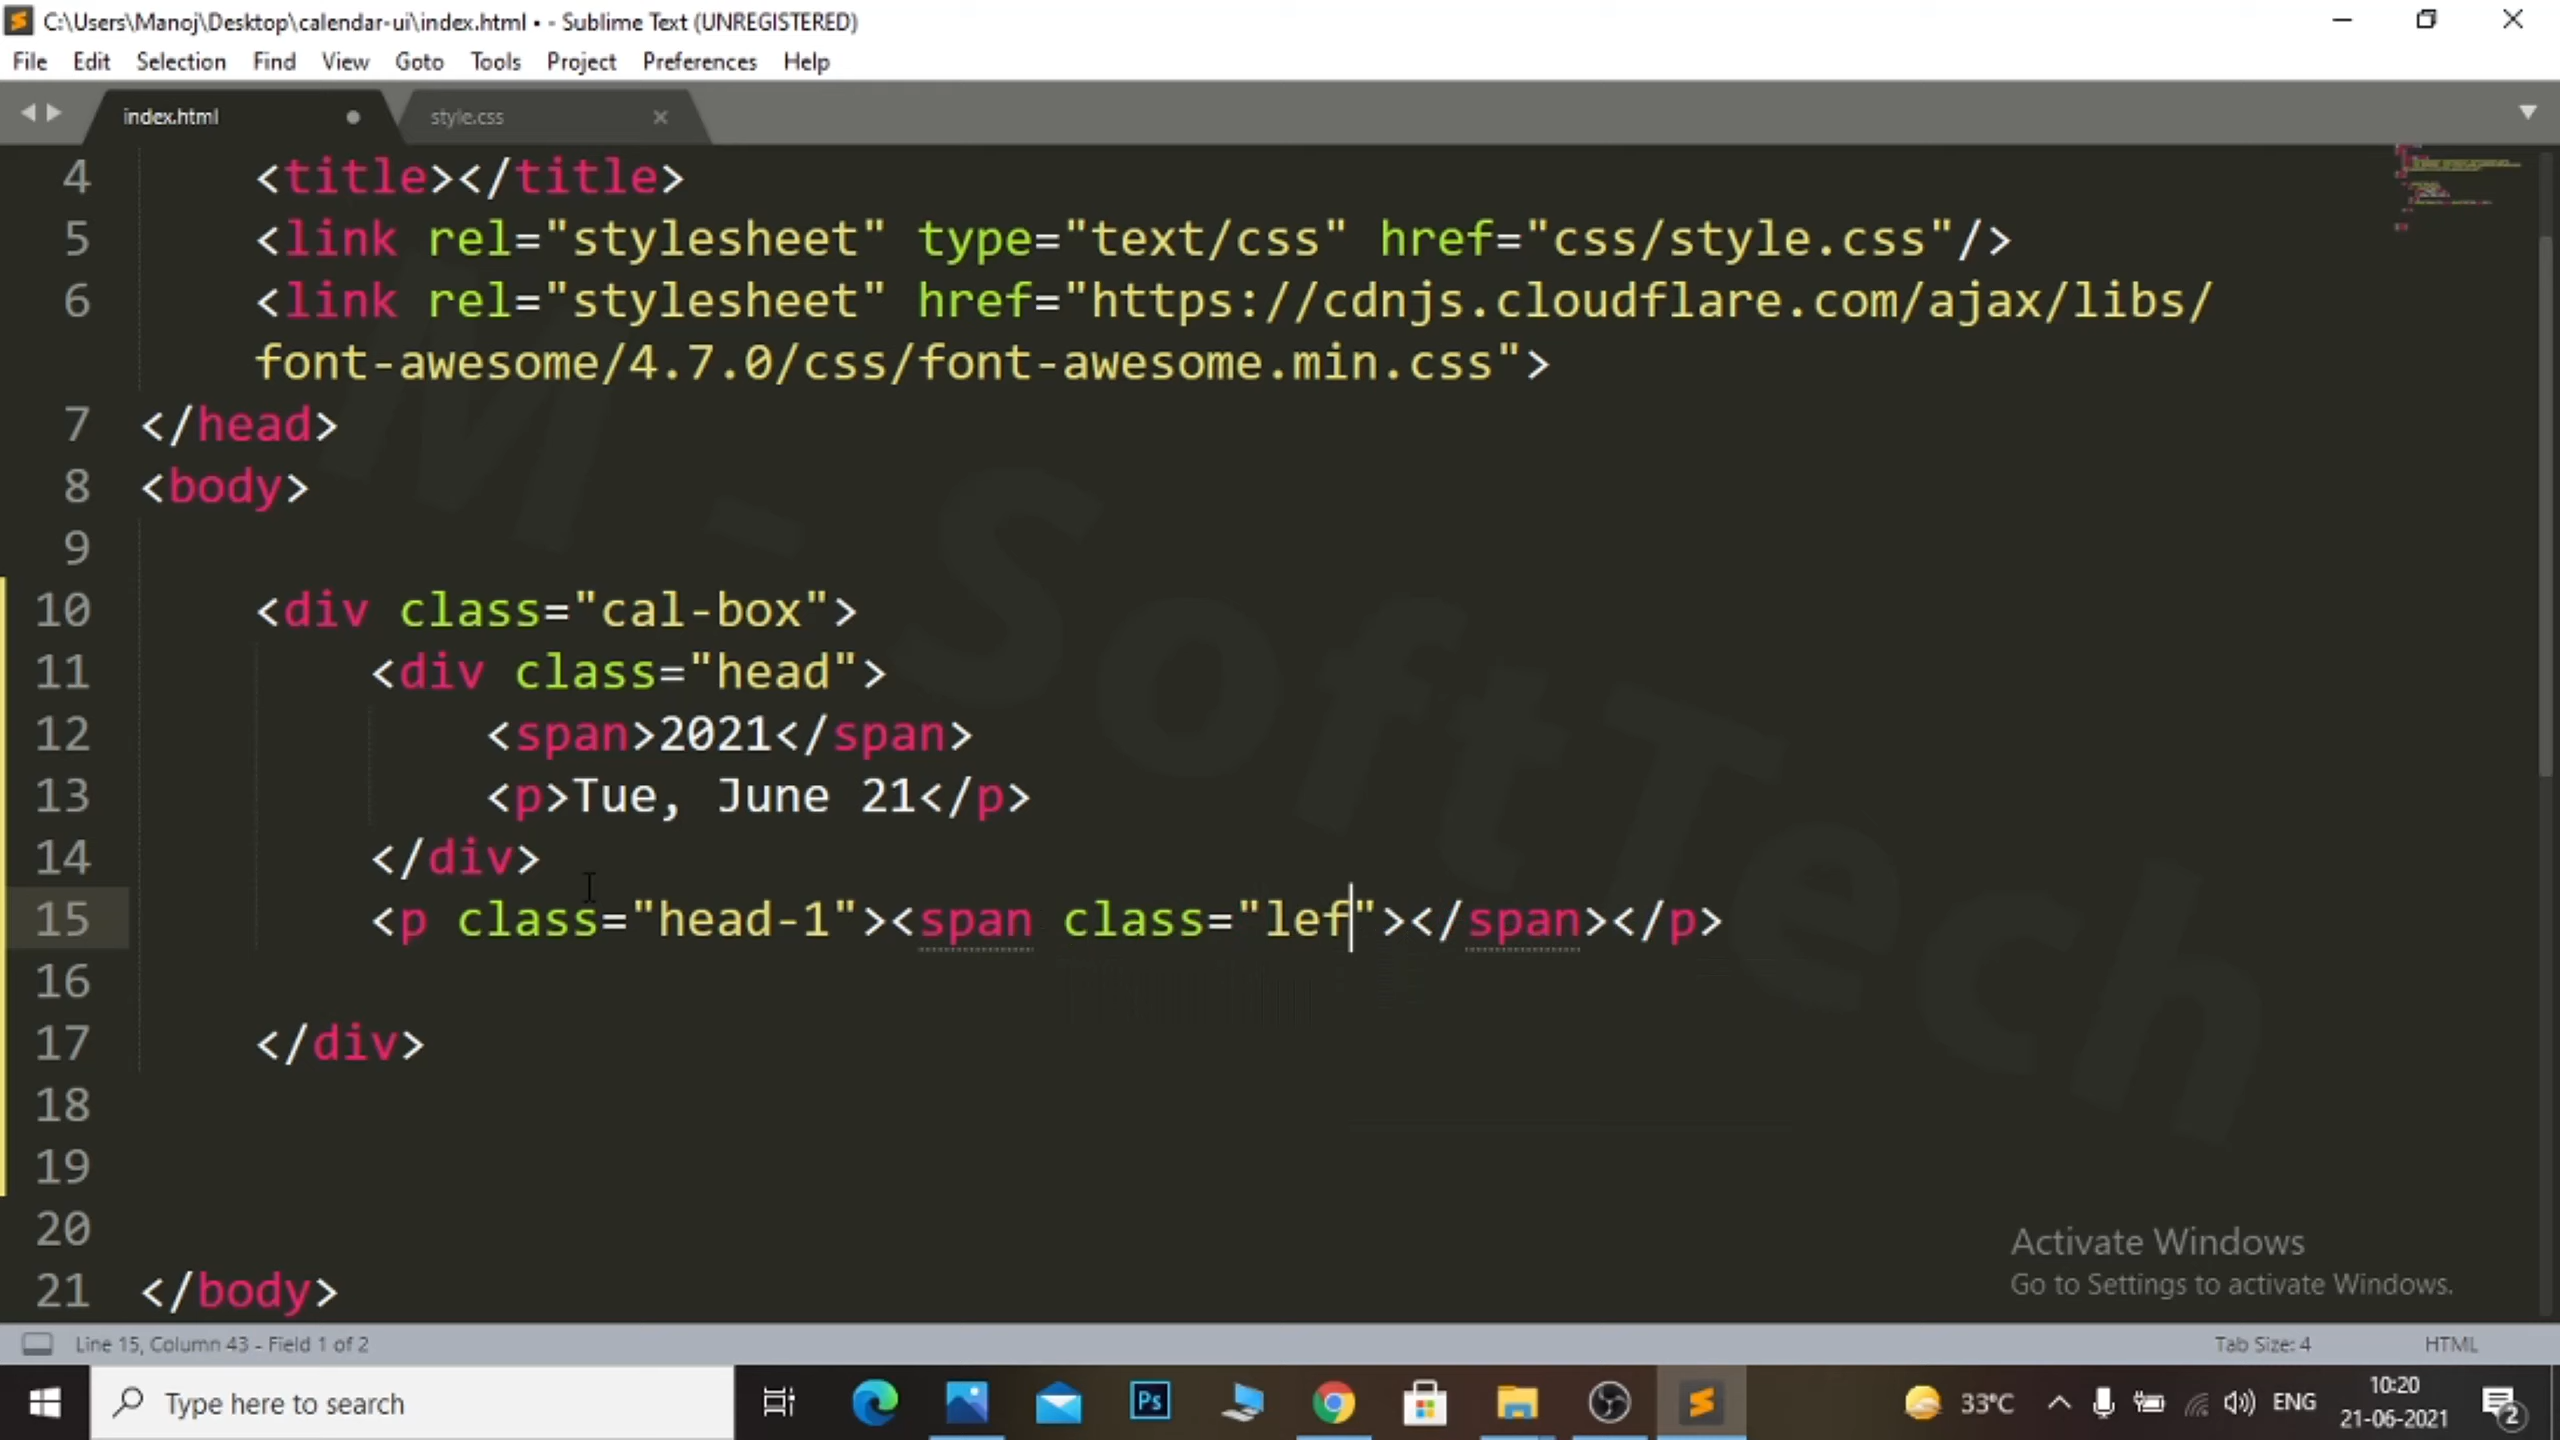 C:\Users\Manoj\Desktop\calendar-ui\index.html • - Sublime Text (UNREGISTERED)
File Edit Selection Find View Goto Tools Project Preferences Help
index.html style.css
4 <title></title>
5 <link rel="stylesheet" type="text/css" href="css/style.css"/>
6 <link rel="stylesheet" href="https://cdnjs.cloudflare.com/ajax/libs/
font-awesome/4.7.0/css/font-awesome.min.css">
7 </head>
8 <body>
9
10 <div class="cal-box">
11 <div class="head">
12 <span>2021</span>
13 <p>Tue, June 21</p>
14 </div>
15 <p class="head-1"><span class="lef"></span></p>
16
17 </div>
18
19
20
21 </body>
M - SoftTech
Activate Windows
Go to Settings to activate Windows.
Line 15, Column 43 - Field 1 of 2 Tab Size: 4 HTML
Type here to search Ps 33°C ENG 10:20
21-06-2021 2